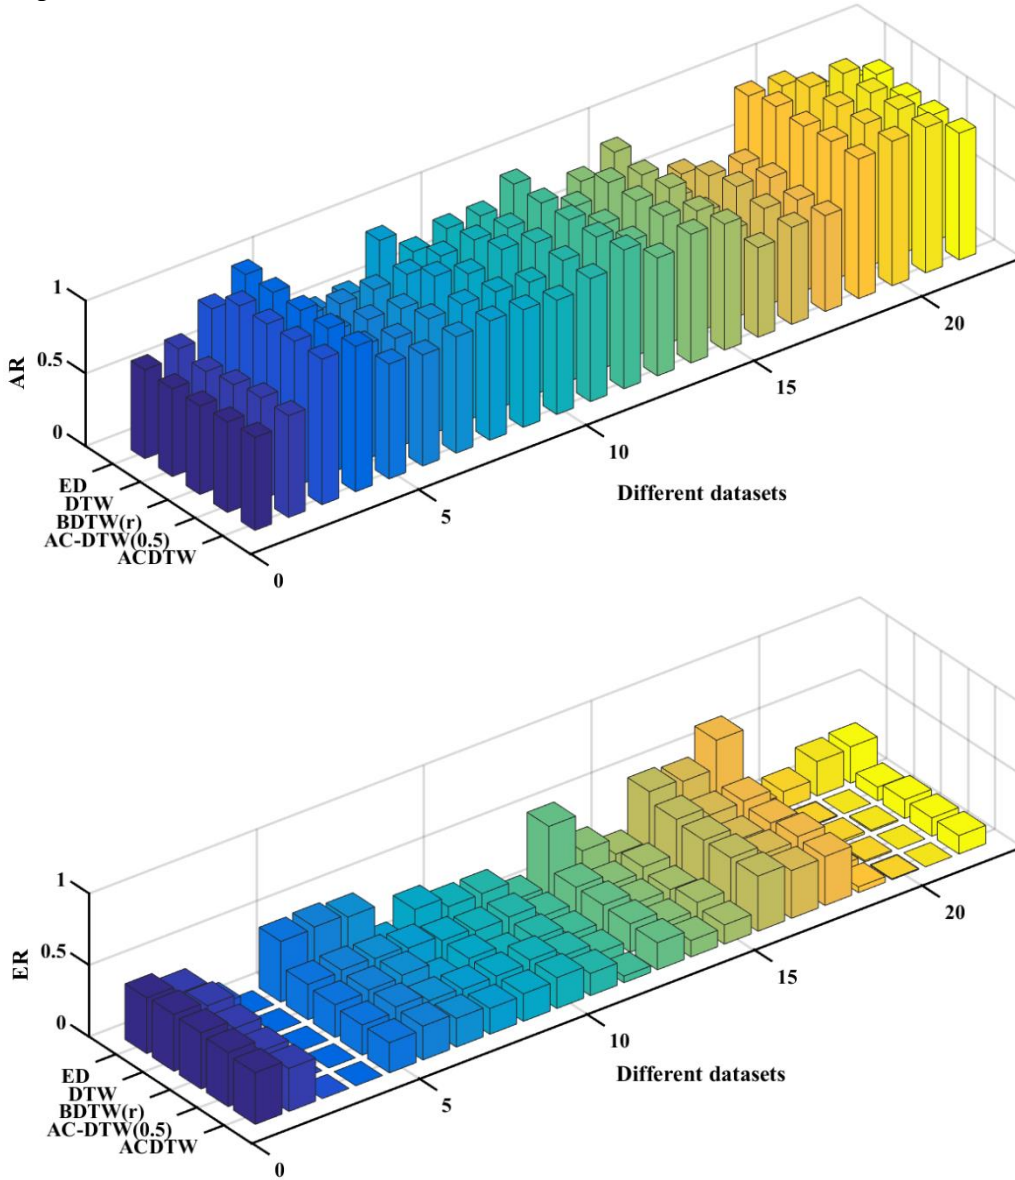 1
0.5
0
AR
ED
DTW
BDTW(r)
AC-DTW(0.5)
ACDTW
0
5
10
15
20
Different datasets
1
0.5
0
ER
ED
DTW
BDTW(r)
AC-DTW(0.5)
ACDTW
0
5
10
15
20
Different datasets